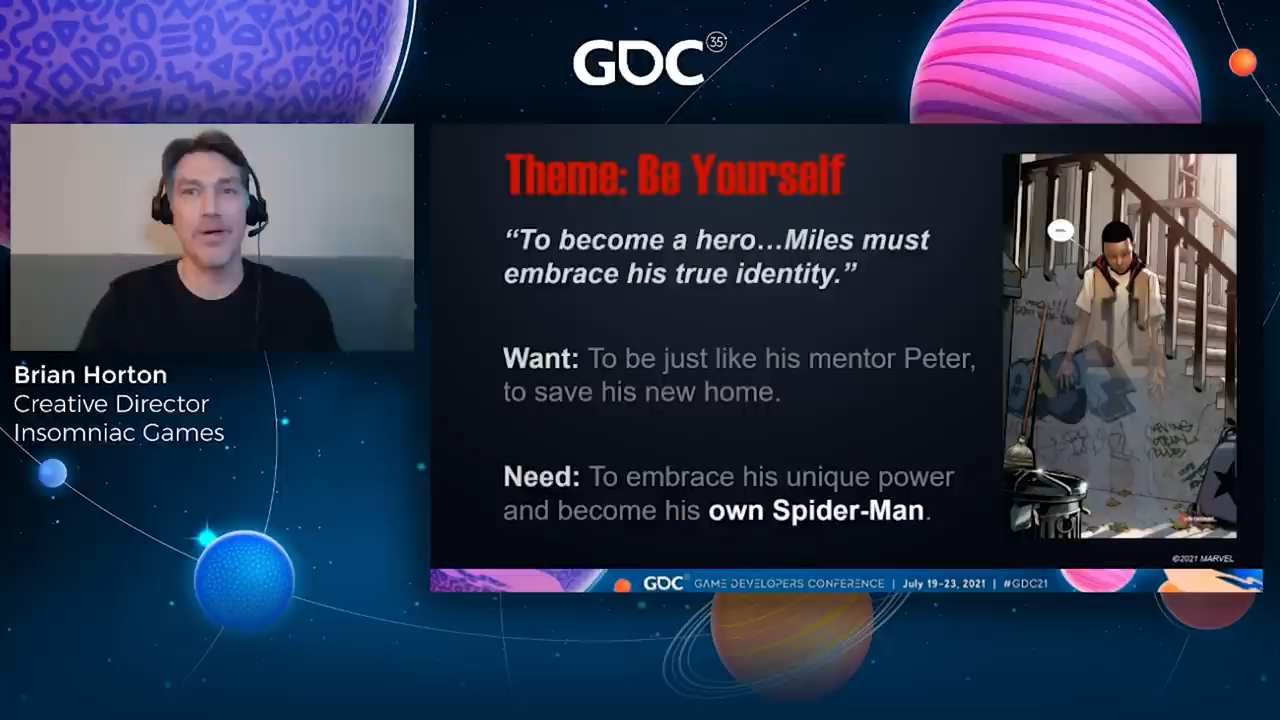 GDC 35
Theme: Be Yourself
“To become a hero…Miles must
embrace his true identity.”
Want: To be just like his mentor Peter,
to save his new home.
Need: To embrace his unique power
and become his own Spider-Man.
©2021 MARVEL
GDC GAME DEVELOPERS CONFERENCE | July 19-23, 2021 | #GDC21
Brian Horton
Creative Director
Insomniac Games